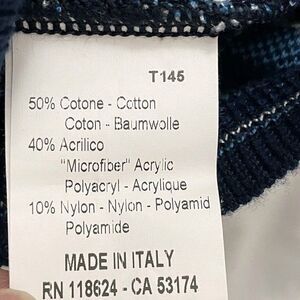 T145
50% Cotone - Cotton
Coton - Baumwolle
40% Acrilico
"Microfiber" Acrylic
Polyacryl - Acrylique
10% Nylon - Nylon - Polyamid
Polyamide
MADE IN ITALY
RN 118624 - CA 53174